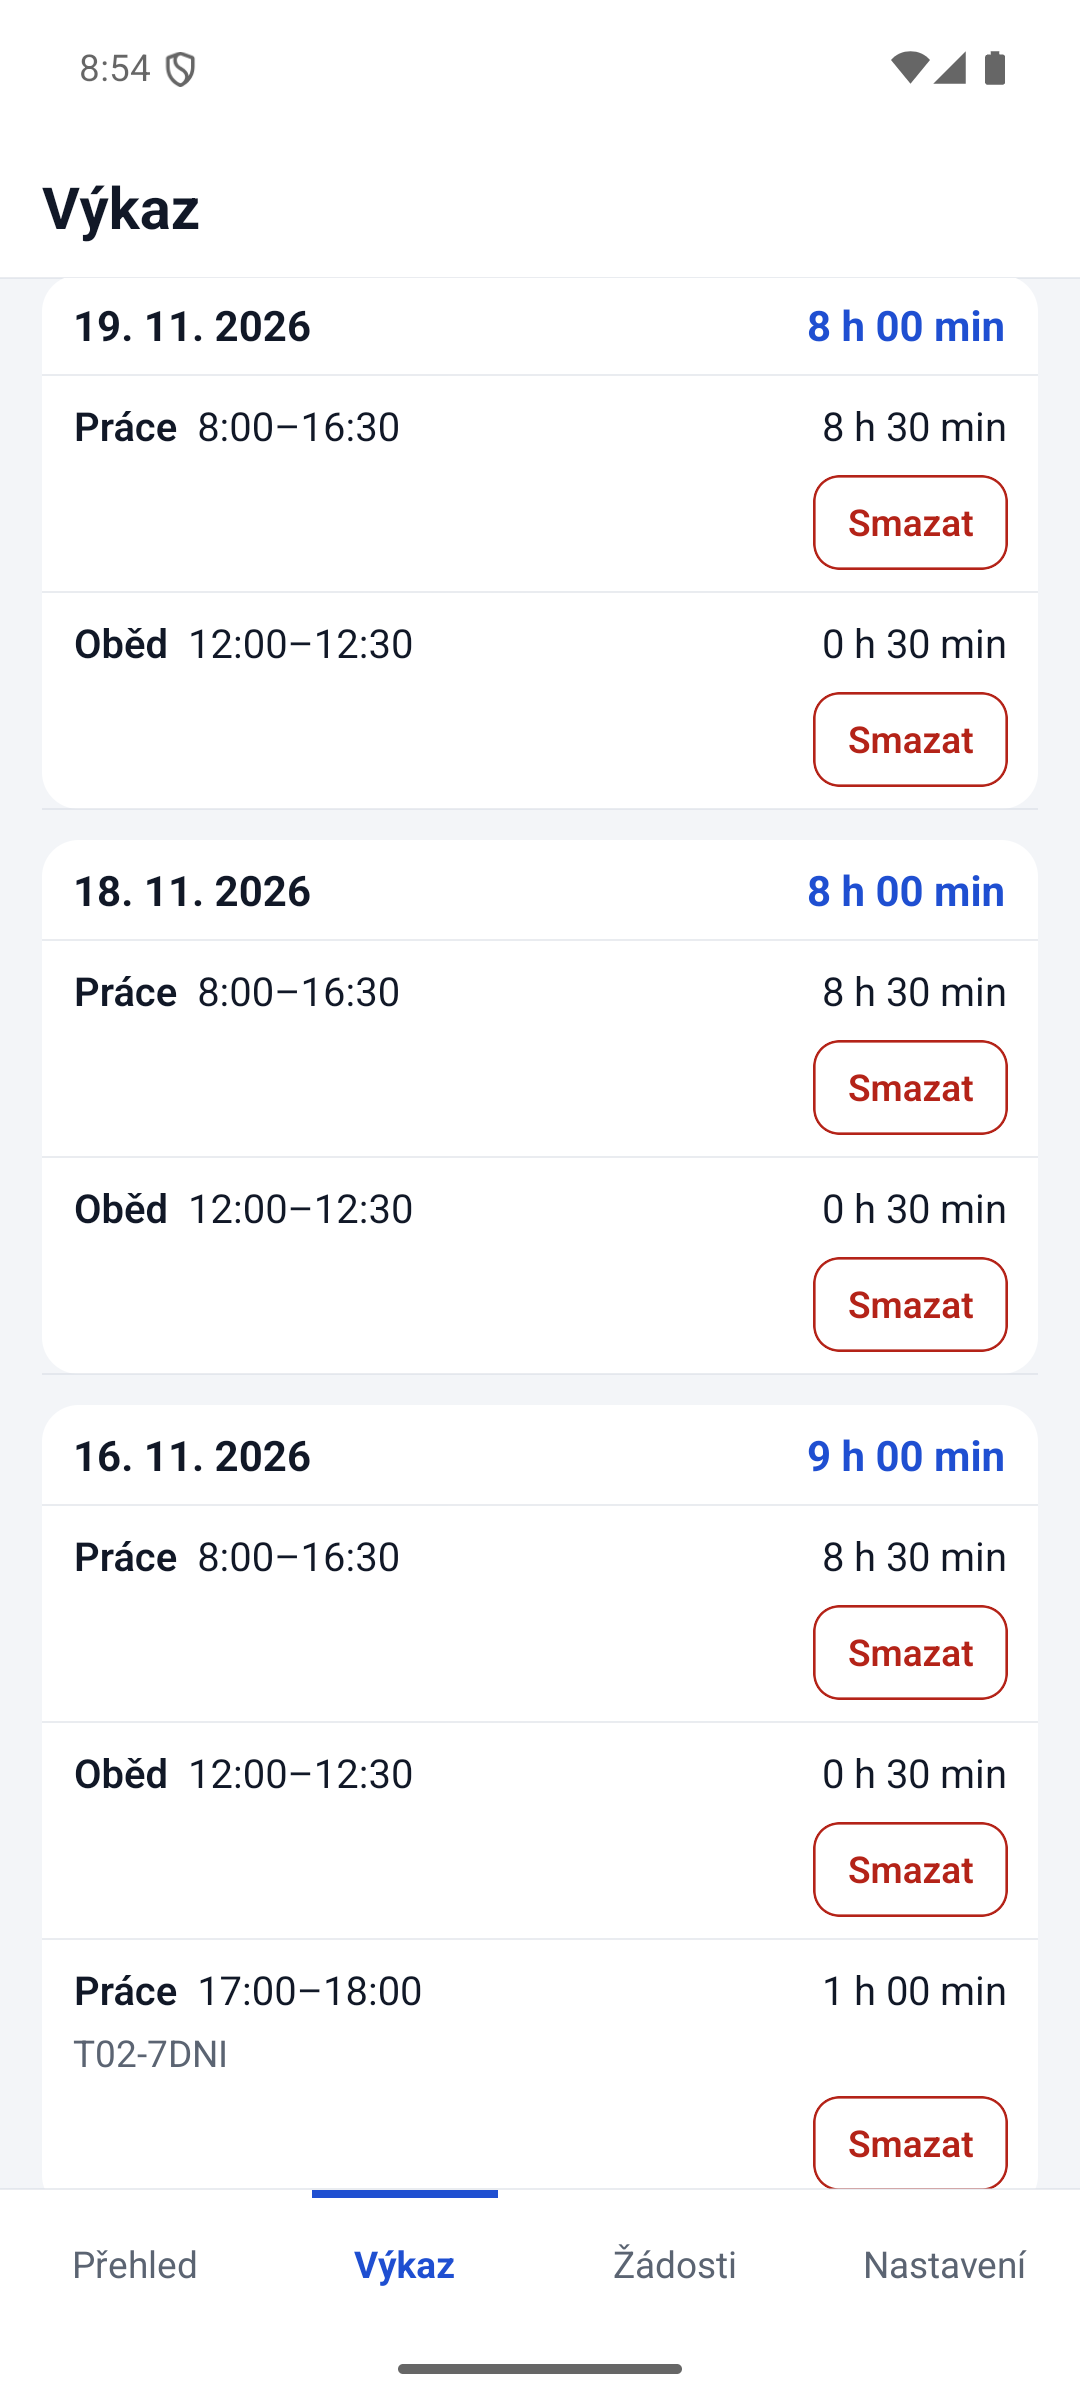 8:54
Výkaz
19. 11. 2026 8 h 00 min
Práce 8:00–16:30 8 h 30 min
Smazat
Oběd 12:00–12:30 0 h 30 min
Smazat
18. 11. 2026 8 h 00 min
Práce 8:00–16:30 8 h 30 min
Smazat
Oběd 12:00–12:30 0 h 30 min
Smazat
16. 11. 2026 9 h 00 min
Práce 8:00–16:30 8 h 30 min
Smazat
Oběd 12:00–12:30 0 h 30 min
Smazat
Práce 17:00–18:00 1 h 00 min
T02-7DNI
Smazat
Přehled Výkaz Žádosti Nastavení